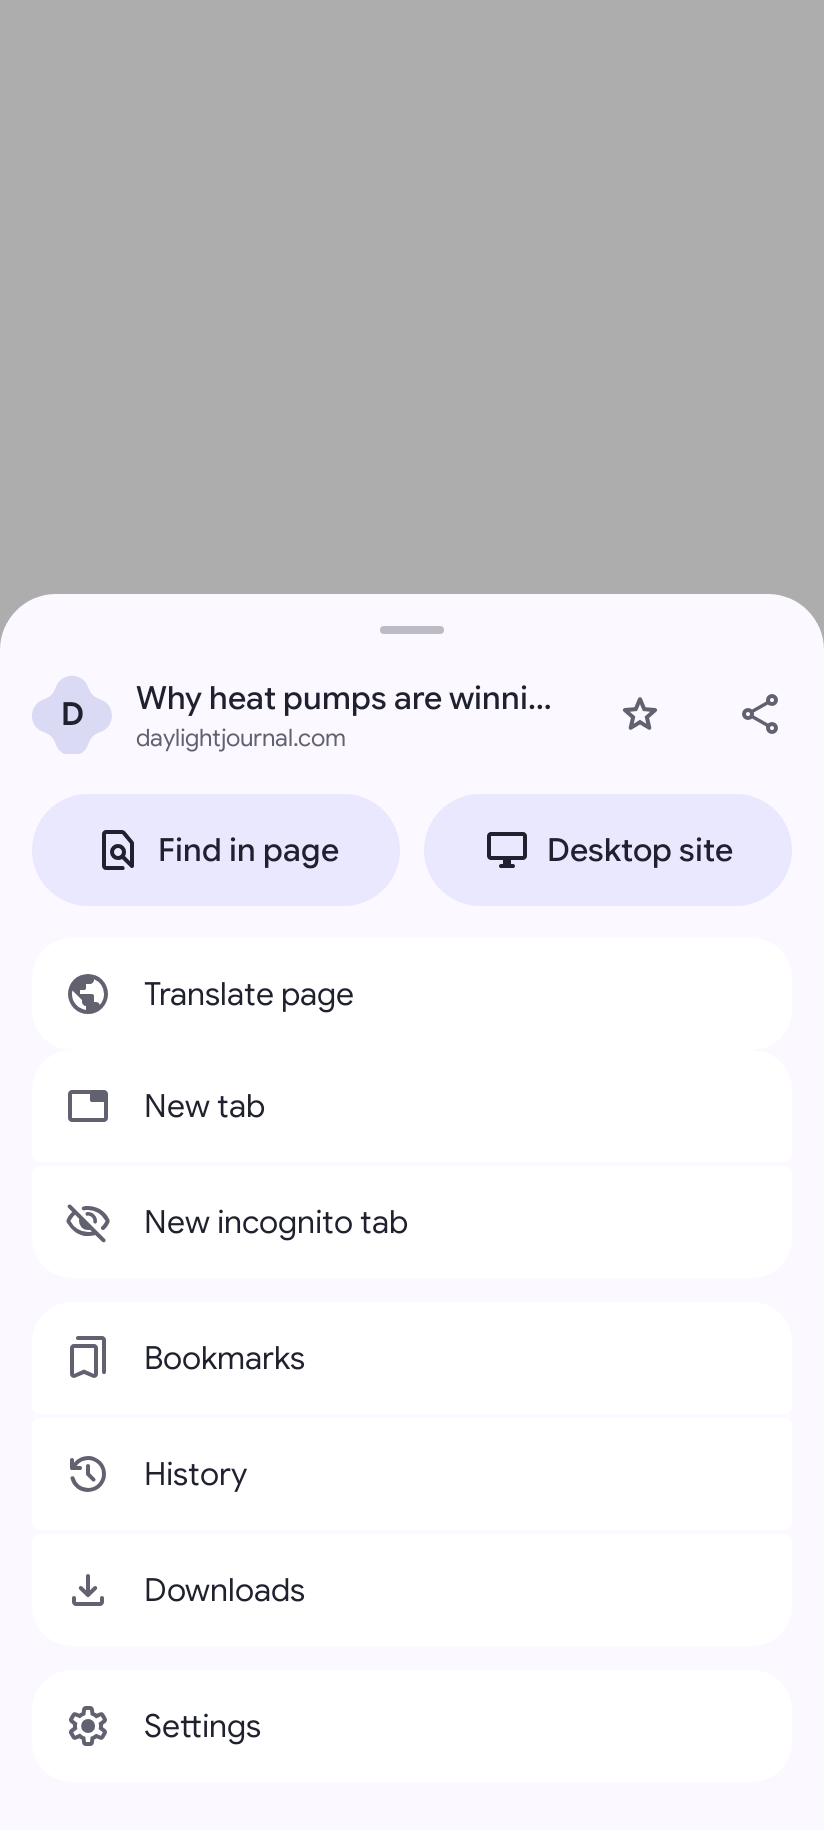 D
Why heat pumps are winni...
daylightjournal.com
Find in page
Desktop site
Translate page
New tab
New incognito tab
Bookmarks
History
Downloads
Settings